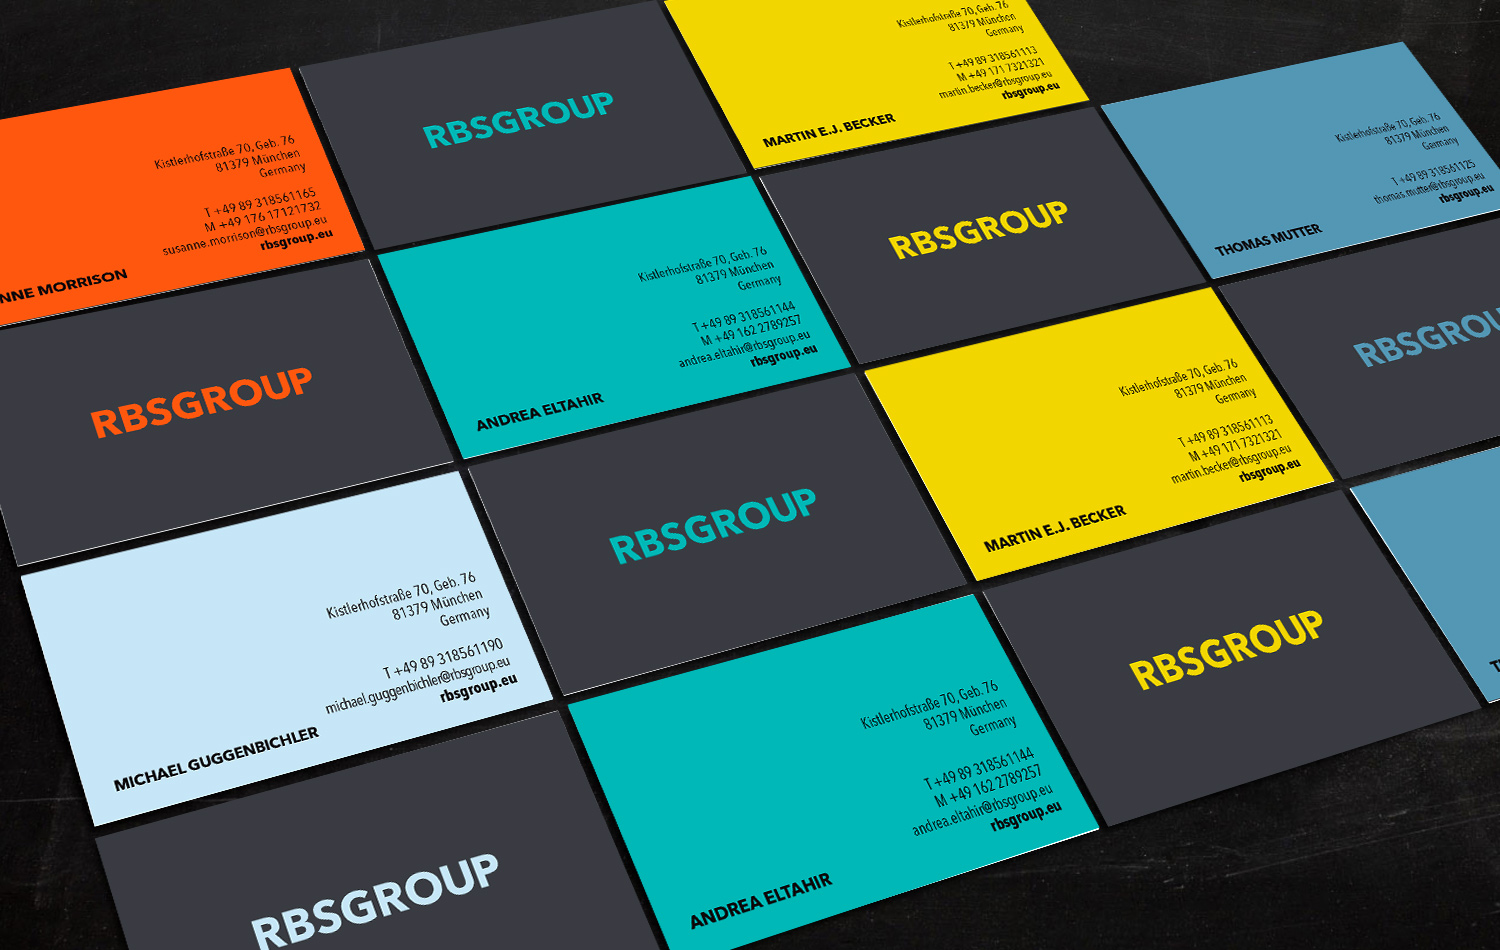 Kistlerhofstraße 70, Geb. 76
81379 München
Germany
T +49 89 318561165
M +49 176 17121732
susanne.morrison@rbsgroup.eu
rbsgroup.eu
NNE MORRISON
RBSGROUP
Kistlerhofstraße 70, Geb. 76
81379 München
Germany
T +49 89 318561113
M +49 171 7321321
martin.becker@rbsgroup.eu
rbsgroup.eu
MARTIN E.J. BECKER
RBSGROUP
Kistlerhofstraße 70, Geb. 76
81379 München
Germany
T +49 89 318561144
M +49 162 2789257
andrea.eltahir@rbsgroup.eu
rbsgroup.eu
ANDREA ELTAHIR
RBSGROUP
Kistlerhofstraße 70, Geb. 76
81379 München
Germany
T +49 89 318561125
thomas.mutter@rbsgroup.eu
rbsgroup.eu
THOMAS MUTTER
Kistlerhofstraße 70, Geb. 76
81379 München
Germany
T +49 89 318561190
michael.guggenbichler@rbsgroup.eu
rbsgroup.eu
MICHAEL GUGGENBICHLER
RBSGROUP
Kistlerhofstraße 70, Geb. 76
81379 München
Germany
T +49 89 318561113
M +49 171 7321321
martin.becker@rbsgroup.eu
rbsgroup.eu
MARTIN E.J. BECKER
RBSGROU
RBSGROUP
Kistlerhofstraße 70, Geb. 76
81379 München
Germany
T +49 89 318561144
M +49 162 2789257
andrea.eltahir@rbsgroup.eu
rbsgroup.eu
ANDREA ELTAHIR
RBSGROUP